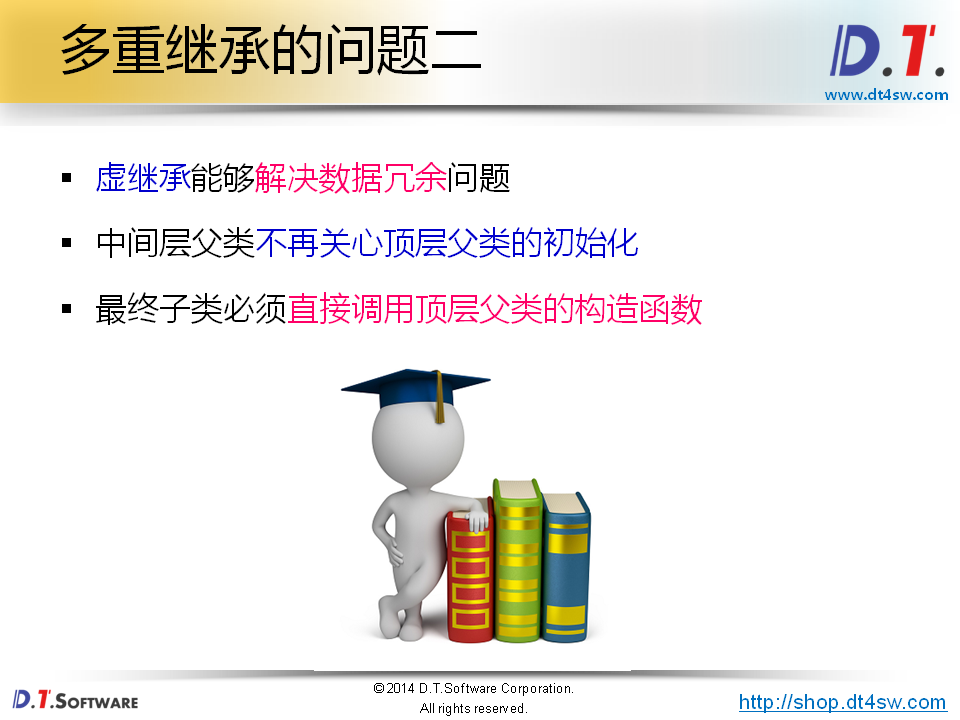 多重继承的问题二
D.T.
www.dt4sw.com
▪ 虚继承能够解决数据冗余问题
▪ 中间层父类不再关心顶层父类的初始化
▪ 最终子类必须直接调用顶层父类的构造函数
D.T.SOFTWARE
©2014 D.T.Software Corporation.
All rights reserved.
http://shop.dt4sw.com